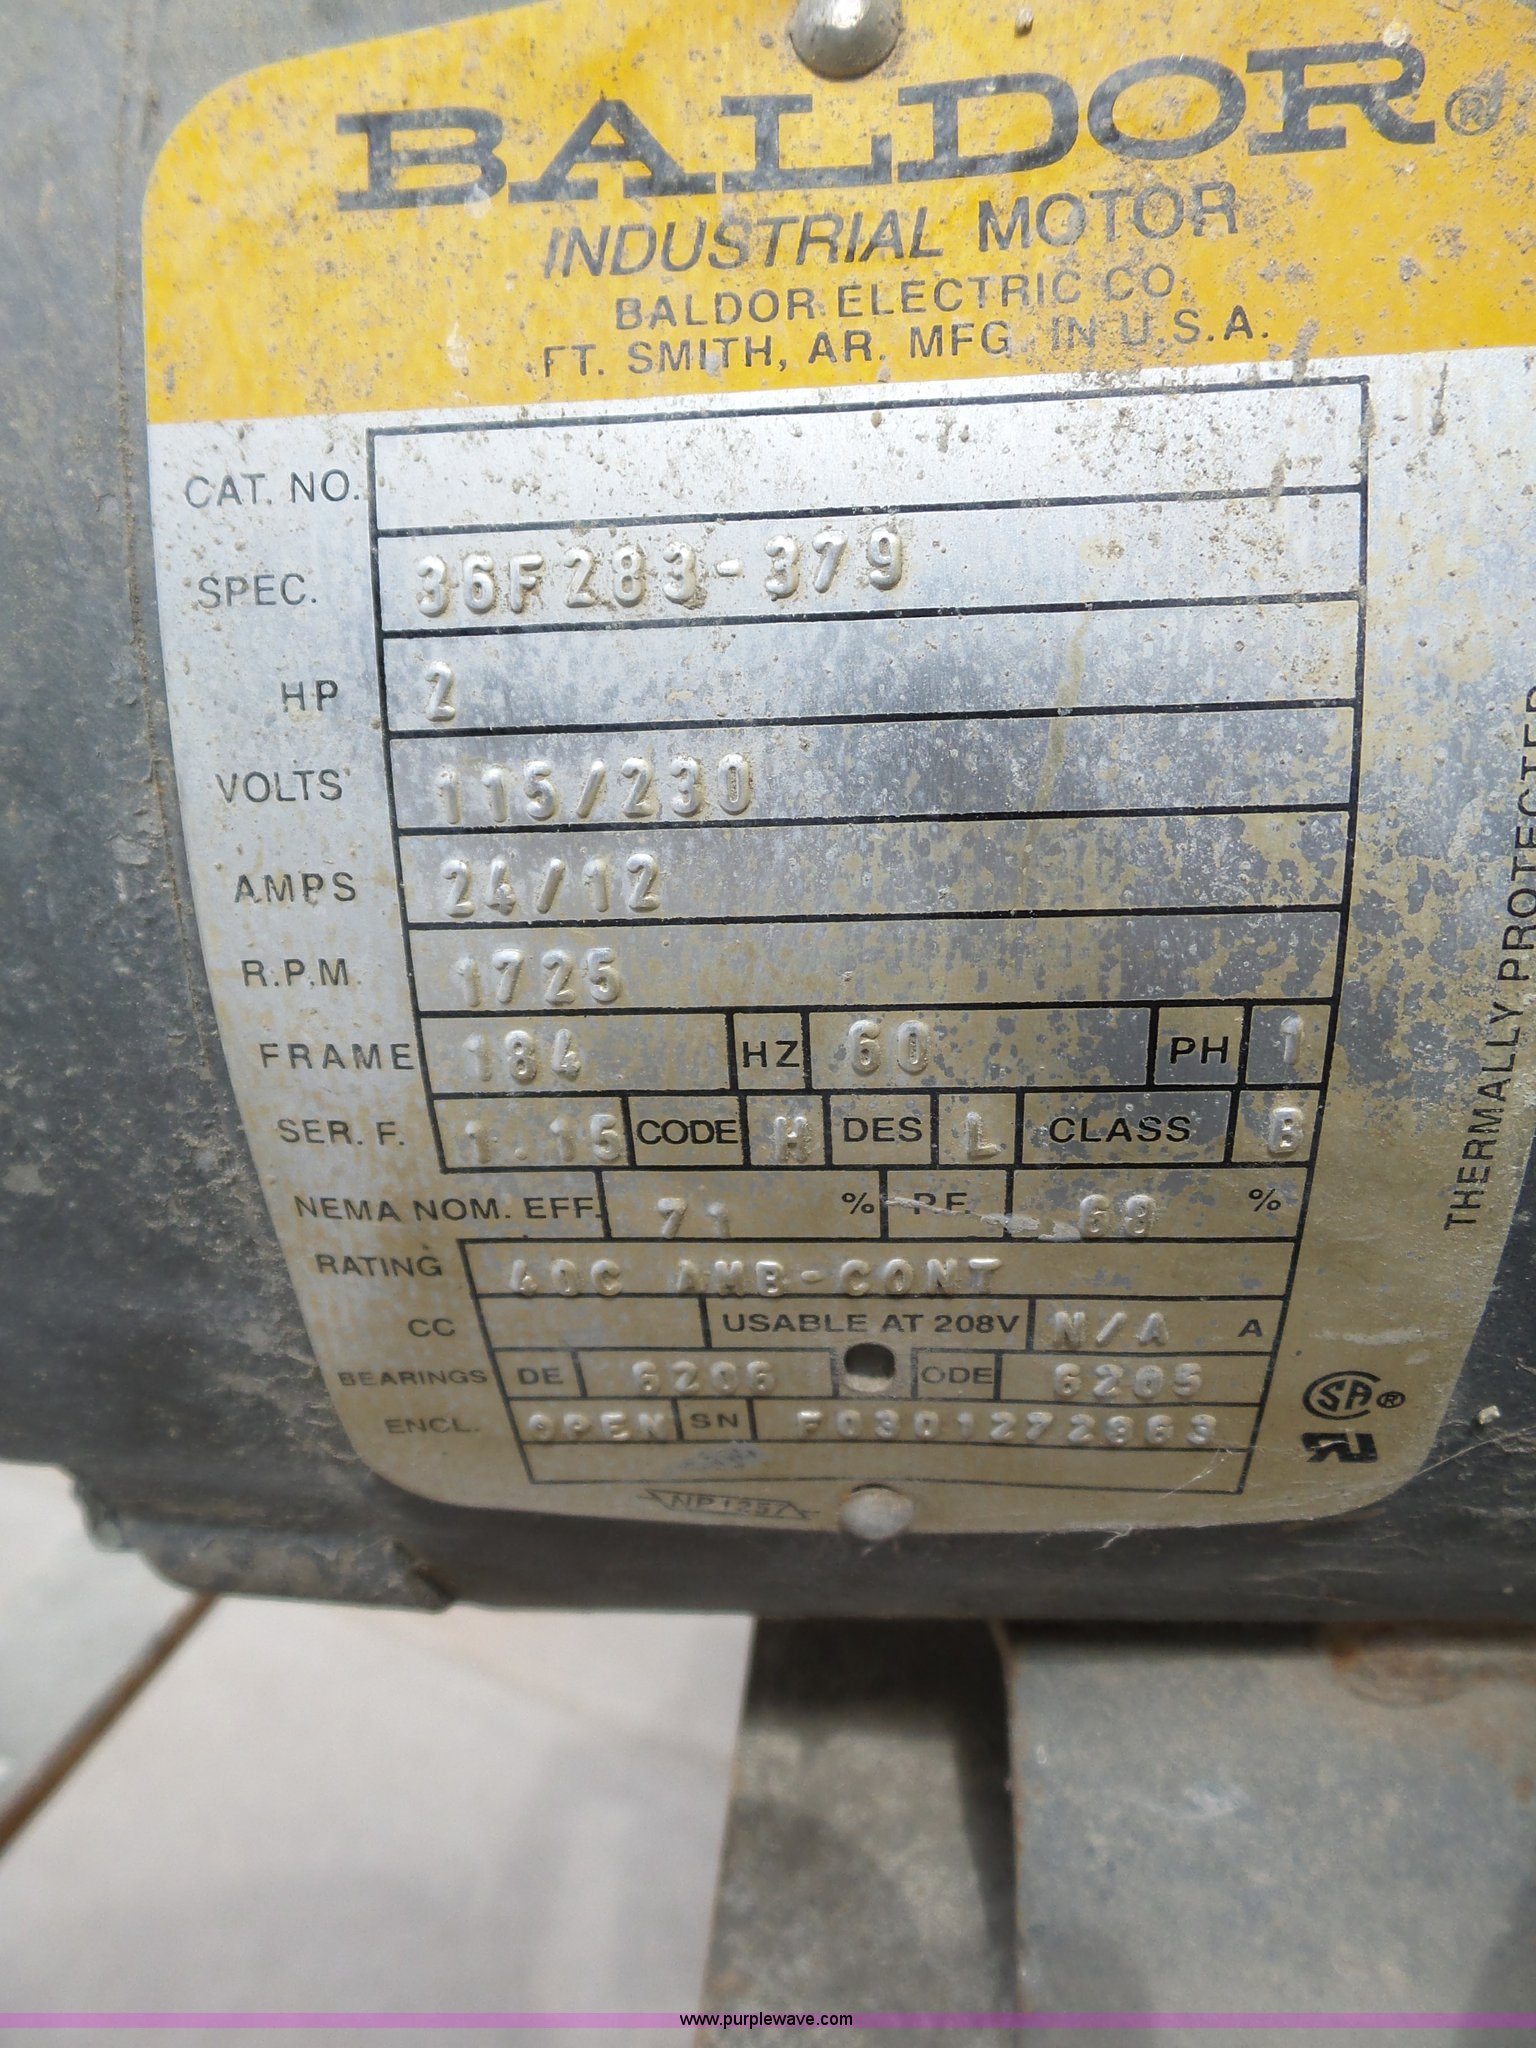 BALDOR®
INDUSTRIAL MOTOR
BALDOR ELECTRIC CO.
FT. SMITH, AR. MFG. IN U.S.A.
CAT. NO.
SPEC. 36F283-379
HP 2
VOLTS 115/230
AMPS 24/12
R.P.M. 1725
FRAME 184 HZ 60 PH 1
SER. F. 1.15 CODE H DES L CLASS B
NEMA NOM. EFF. 71 % P.F. 68 %
RATING 40C AMB-CONT
CC USABLE AT 208V N/A A
BEARINGS DE 6206 ODE 6205
ENCL. OPEN SN
NP1257
THERMALLY PROTECTED
SA®
www.purplewave.com